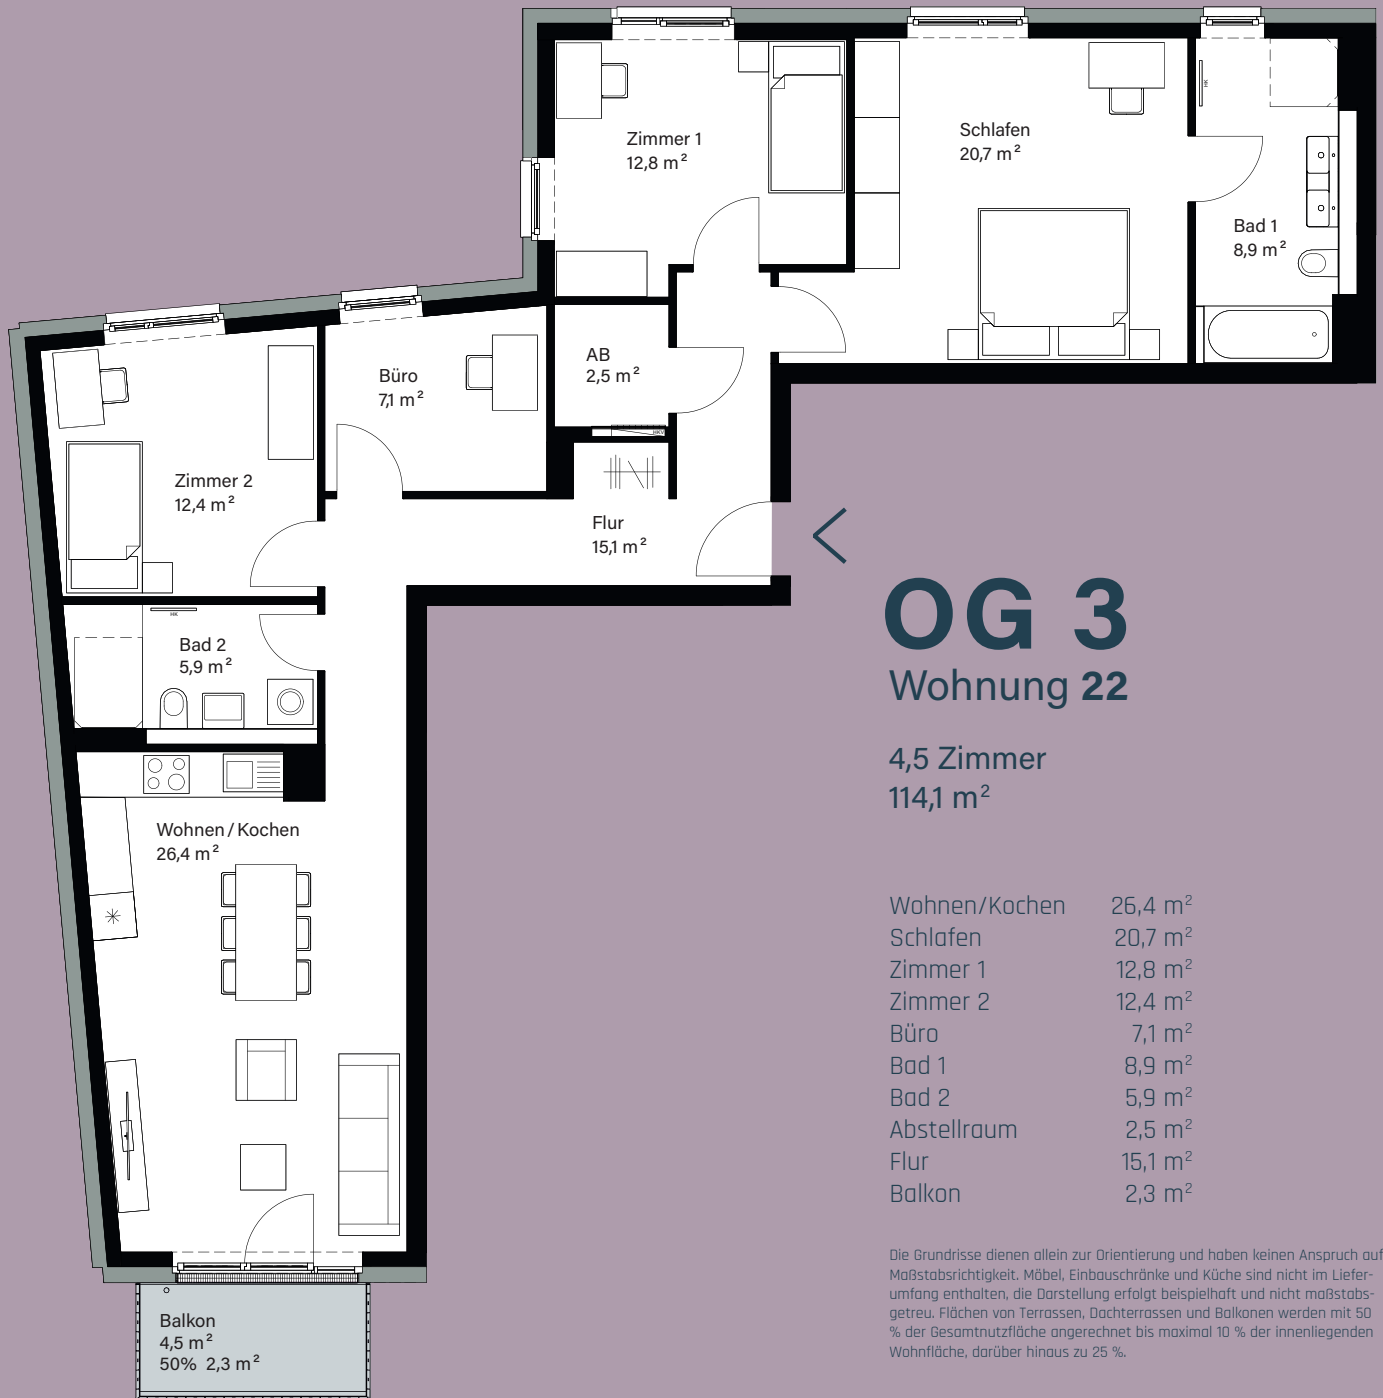 Zimmer 1
12,8 m²
Schlafen
20,7 m²
HK
Bad 1
8,9 m²
AB
2,5 m²
HKV
Büro
7,1 m²
Zimmer 2
12,4 m²
Flur
15,1 m²
HK
Bad 2
5,9 m²
Wohnen / Kochen
26,4 m²
Balkon
4,5 m²
50% 2,3 m²
OG 3
Wohnung 22
4,5 Zimmer
114,1 m²
Wohnen/Kochen 26,4 m²
Schlafen 20,7 m²
Zimmer 1 12,8 m²
Zimmer 2 12,4 m²
Büro 7,1 m²
Bad 1 8,9 m²
Bad 2 5,9 m²
Abstellraum 2,5 m²
Flur 15,1 m²
Balkon 2,3 m²
Die Grundrisse dienen allein zur Orientierung und haben keinen Anspruch auf
Maßstabsrichtigkeit. Möbel, Einbauschränke und Küche sind nicht im Liefer-
umfang enthalten, die Darstellung erfolgt beispielhaft und nicht maßstabs-
getreu. Flächen von Terrassen, Dachterrassen und Balkonen werden mit 50
% der Gesamtnutzfläche angerechnet bis maximal 10 % der innenliegenden
Wohnfläche, darüber hinaus zu 25 %.